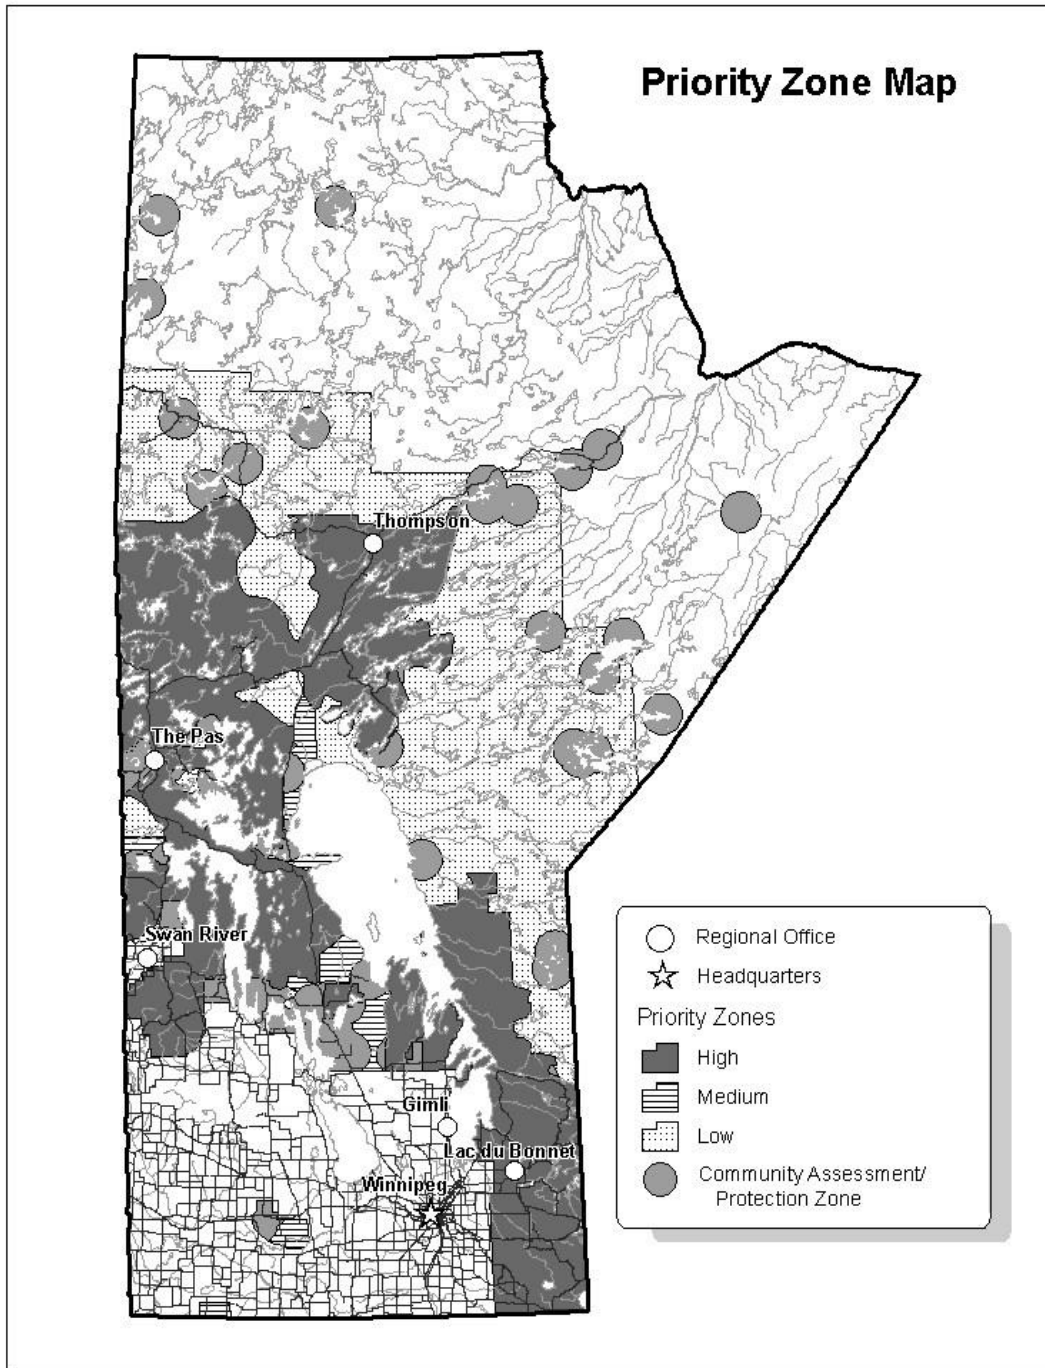 Priority Zone Map
Thompson
The Pas
Swan River
Gimli
Lac du Bonnet
Winnipeg
Regional Office
Headquarters
Priority Zones
High
Medium
Low
Community Assessment/
Protection Zone